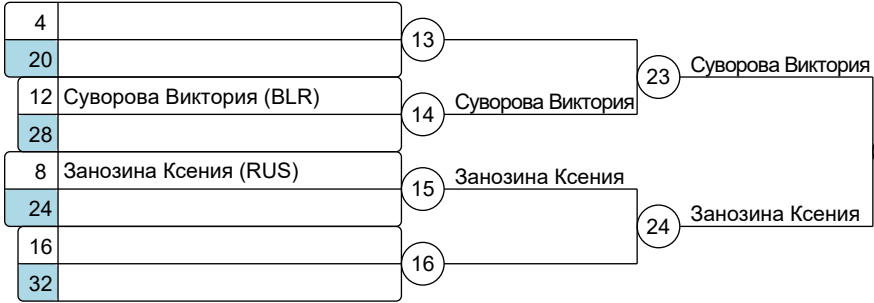 4
13
20
23 Суворова Виктория
12 Суворова Виктория (BLR)
14 Суворова Виктория
28
8 Занозина Ксения (RUS)
15 Занозина Ксения
24
24 Занозина Ксения
16
16
32